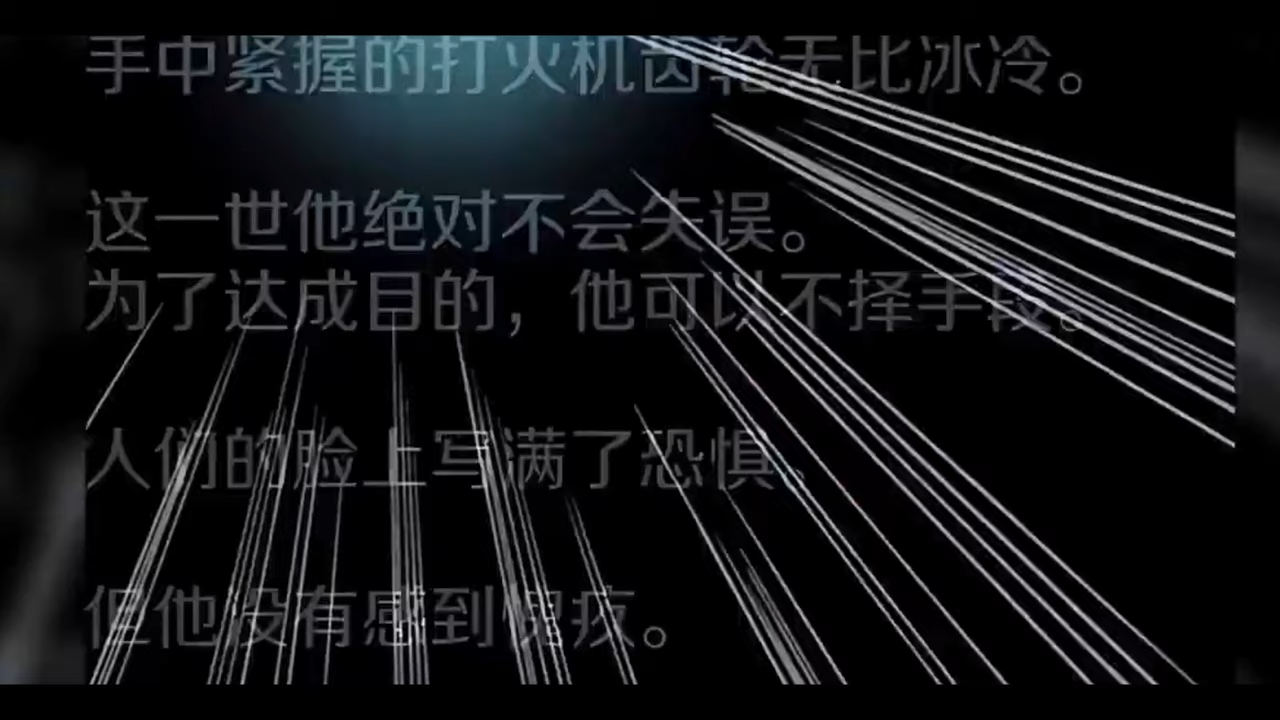 手中紧握的打火机齿轮无比冰冷。
这一世他绝对不会失误。
为了达成目的，他可以不择手段。
人们的脸上写满了恐惧。
但他没有感到愧疚。